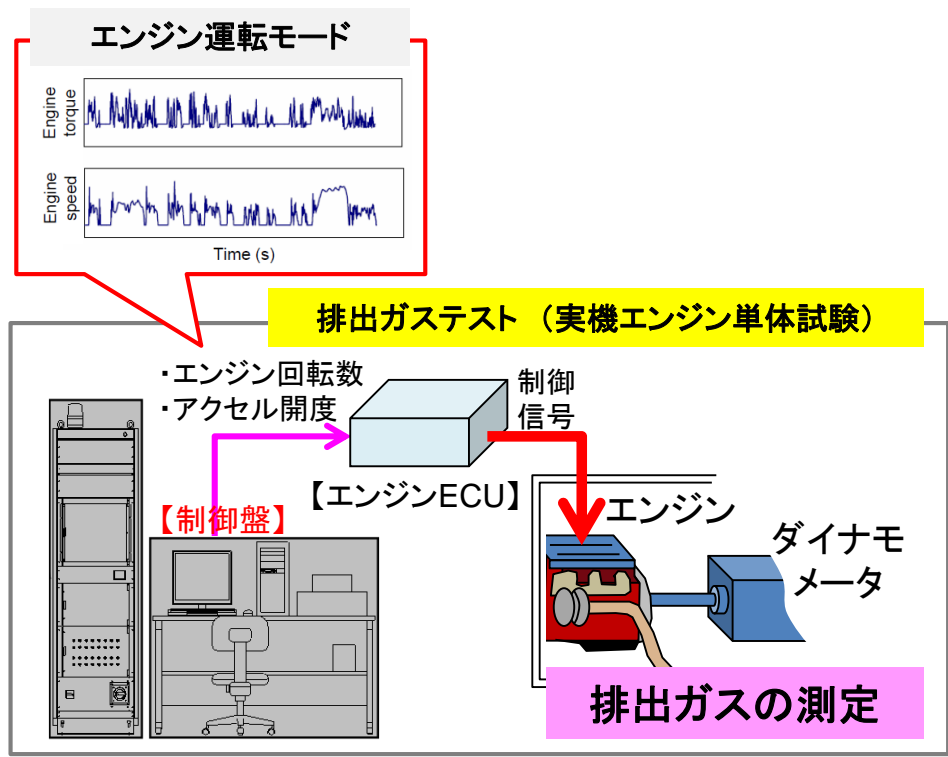 エンジン運転モード
Engine
torque
Engine
speed
Time (s)
排出ガステスト （実機エンジン単体試験）
・エンジン回転数
・アクセル開度
制御
信号
【エンジンECU】
【制御盤】
エンジン
ダイナモ
メータ
排出ガスの測定